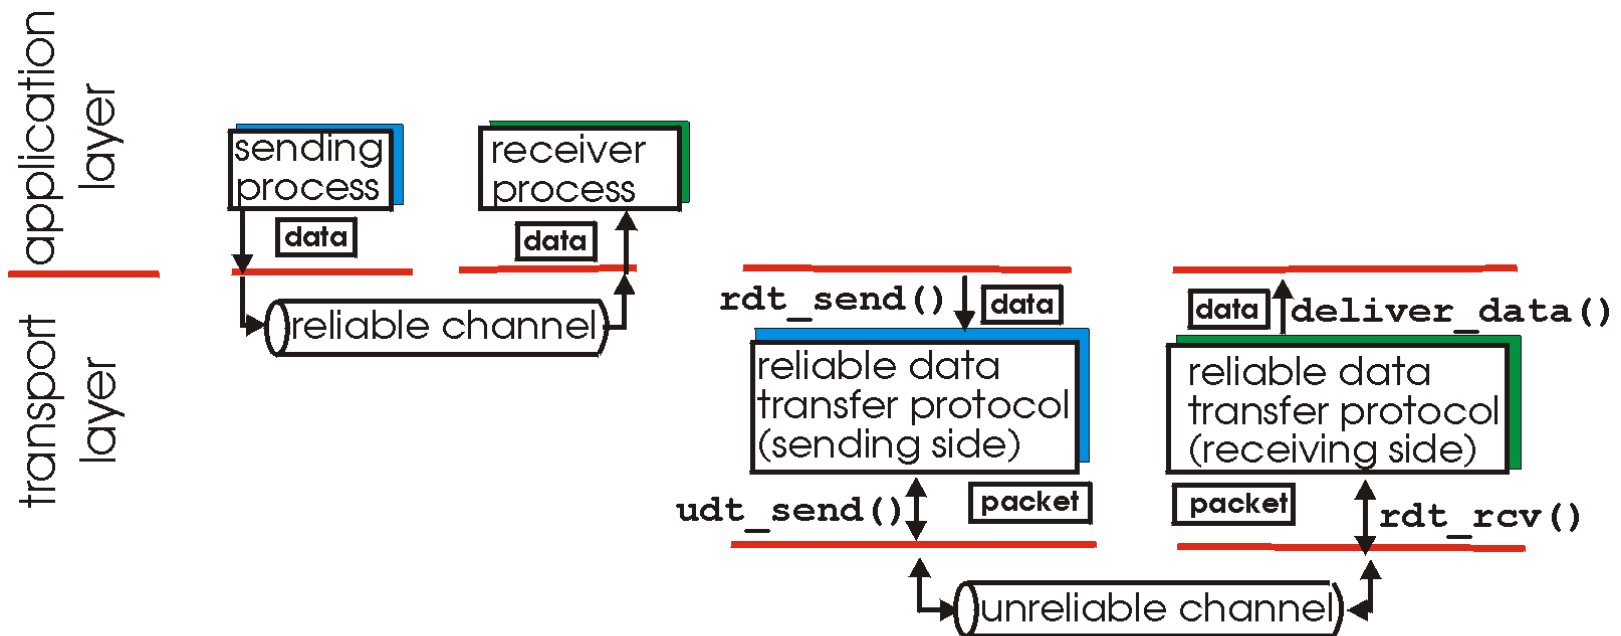 application
layer
transport
layer
sending
process
data
receiver
process
data
reliable channel
rdt_send()
data
reliable data
transfer protocol
(sending side)
udt_send()
packet
data
deliver_data()
reliable data
transfer protocol
(receiving side)
packet
rdt_rcv()
unreliable channel